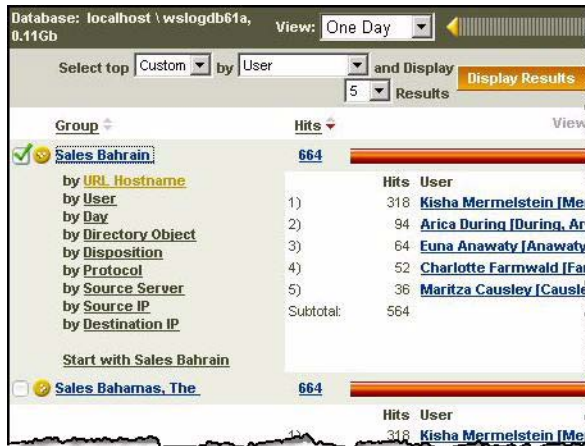 Database: localhost \ wslogdb61a, 0.11Gb
View: One Day
Select top Custom by User and Display 5 Results
Display Results
Group Hits View
Sales Bahrain 664
by URL Hostname
by User
by Day
by Directory Object
by Disposition
by Protocol
by Source Server
by Source IP
by Destination IP
Start with Sales Bahrain
Hits User
1) 318 Kisha Mermelstein [Me
2) 94 Arica During [During, Ar
3) 64 Euna Anawaty [Anawaty
4) 52 Charlotte Farmwald [Fa
5) 36 Maritza Causley [Causle
Subtotal: 564
Sales Bahamas, The 664
Hits User
1) 318 Kisha Mermelstein [Me